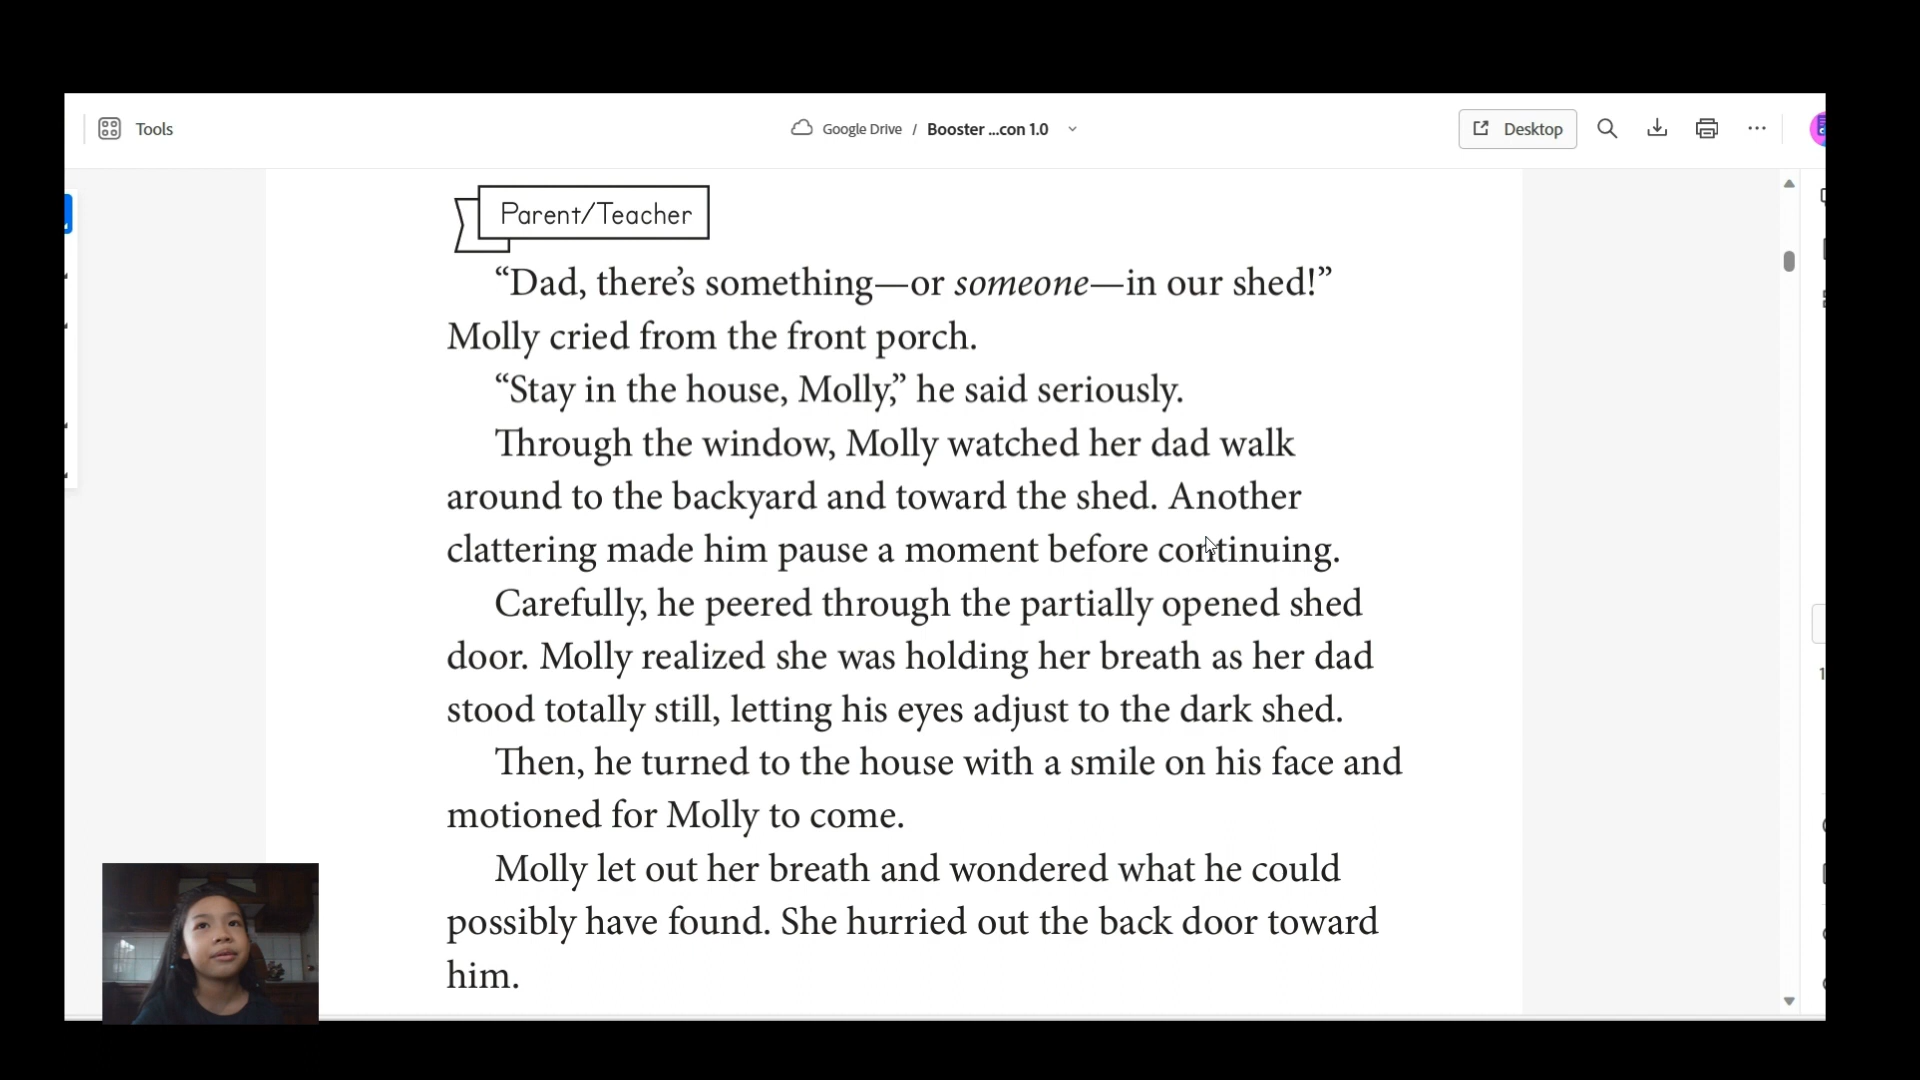 Tools
Google Drive / Booster ...con 1.0
Desktop
Parent/Teacher
“Dad, there’s something—or someone—in our shed!”
Molly cried from the front porch.
“Stay in the house, Molly,” he said seriously.
Through the window, Molly watched her dad walk
around to the backyard and toward the shed. Another
clattering made him pause a moment before continuing.
Carefully, he peered through the partially opened shed
door. Molly realized she was holding her breath as her dad
stood totally still, letting his eyes adjust to the dark shed.
Then, he turned to the house with a smile on his face and
motioned for Molly to come.
Molly let out her breath and wondered what he could
possibly have found. She hurried out the back door toward
him.